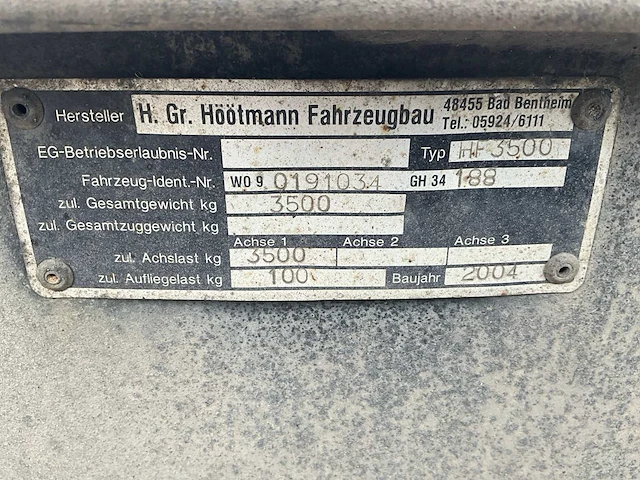 Hersteller H. Gr. Höötmann Fahrzeugbau 48455 Bad Bentheim Tel.: 05924/6111
EG-Betriebserlaubnis-Nr. Typ HF 3500
Fahrzeug-Ident.-Nr. WO 9 0191034 GH 34 188
zul. Gesamtgewicht kg 3500
zul. Gesamtzuggewicht kg
Achse 1 Achse 2 Achse 3
zul. Achslast kg 3500
zul. Aufliegelast kg 100 Baujahr 2004